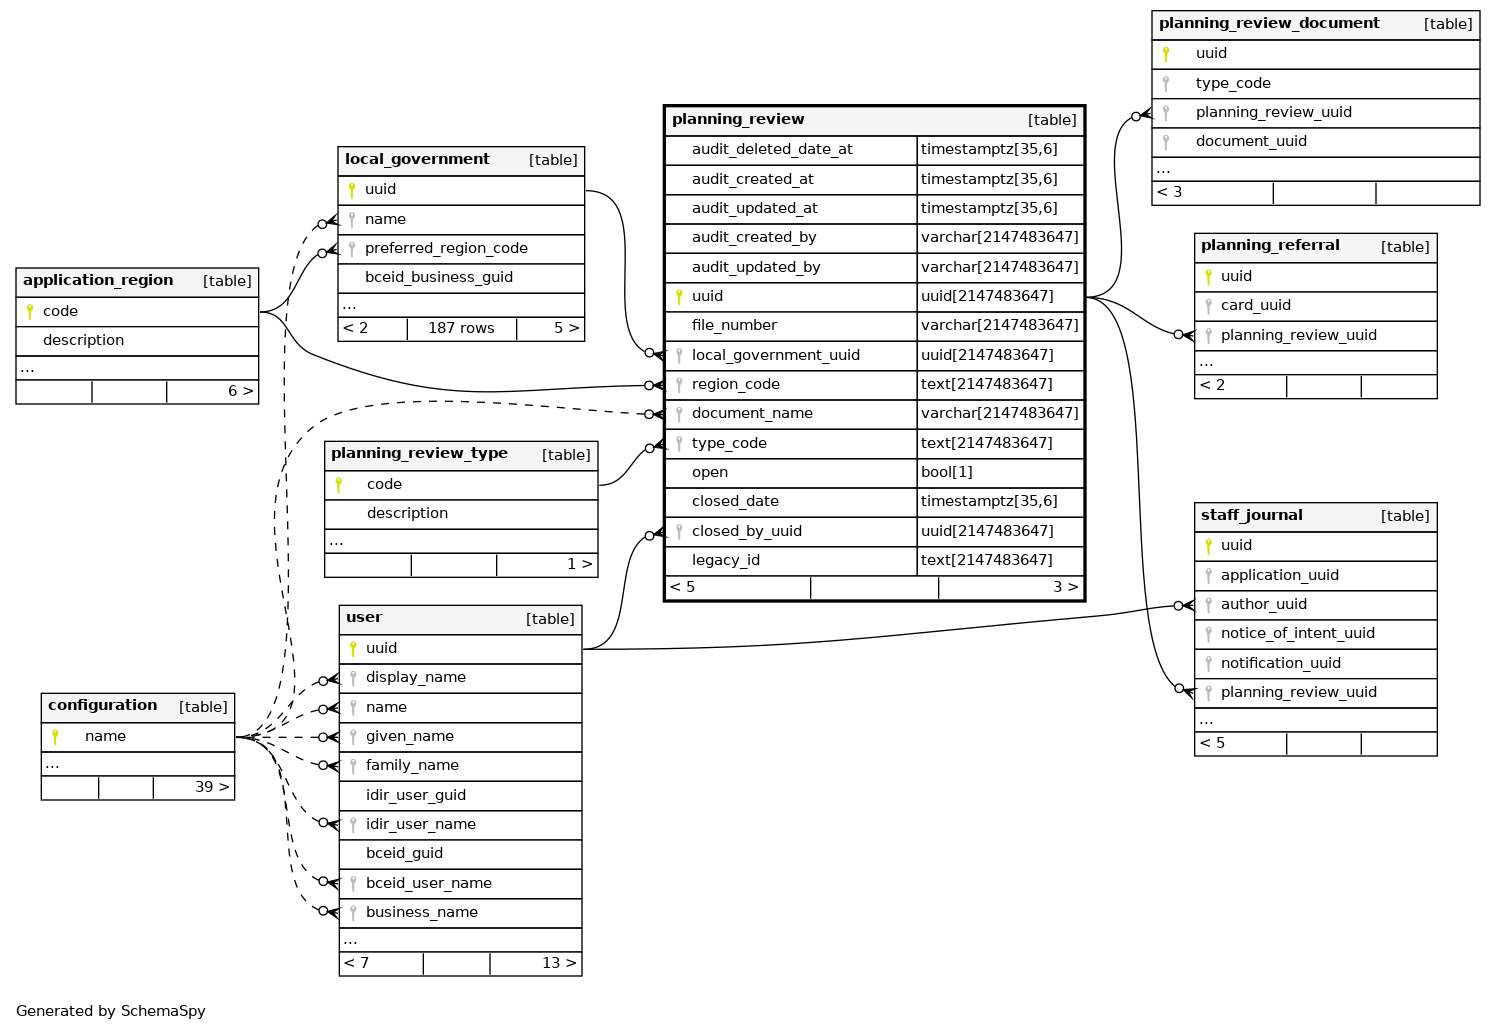 planning_review_document [table]
uuid
type_code
planning_review_uuid
document_uuid
...
< 3
planning_review [table]
audit_deleted_date_at timestamptz[35,6]
audit_created_at timestamptz[35,6]
audit_updated_at timestamptz[35,6]
audit_created_by varchar[2147483647]
audit_updated_by varchar[2147483647]
uuid uuid[2147483647]
file_number varchar[2147483647]
local_government_uuid uuid[2147483647]
region_code text[2147483647]
document_name varchar[2147483647]
type_code text[2147483647]
open bool[1]
closed_date timestamptz[35,6]
closed_by_uuid uuid[2147483647]
legacy_id text[2147483647]
< 5 3 >
local_government [table]
uuid
name
preferred_region_code
bceid_business_guid
...
< 2 187 rows 5 >
planning_referral [table]
uuid
card_uuid
planning_review_uuid
...
< 2
application_region [table]
code
description
...
6 >
planning_review_type [table]
code
description
...
1 >
staff_journal [table]
uuid
application_uuid
author_uuid
notice_of_intent_uuid
notification_uuid
planning_review_uuid
...
< 5
user [table]
uuid
display_name
name
given_name
family_name
idir_user_guid
idir_user_name
bceid_guid
bceid_user_name
business_name
...
< 7 13 >
configuration [table]
name
...
39 >
Generated by SchemaSpy